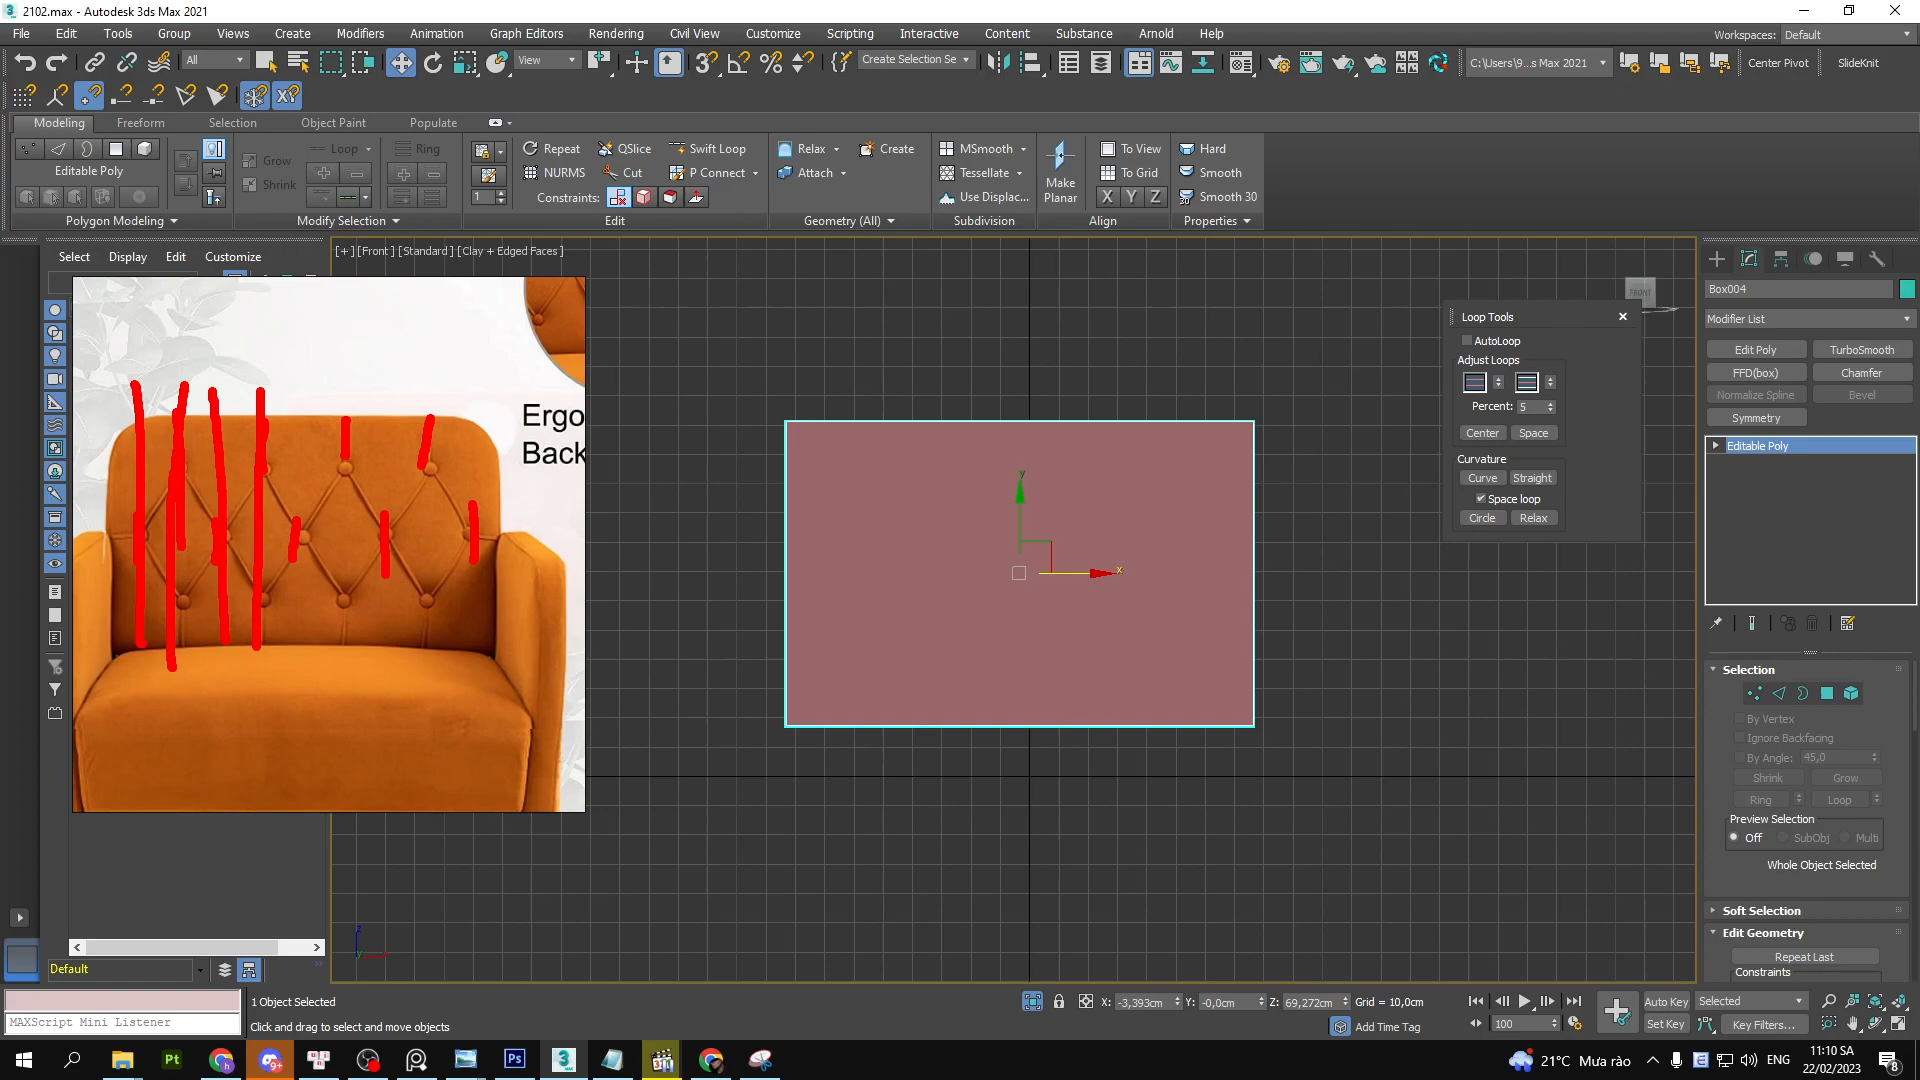 2102.max - Autodesk 3ds Max 2021
File Edit Tools Group Views Create Modifiers Animation Graph Editors Rendering Civil View Customize Scripting Interactive Content Substance Arnold Help
Workspaces: Default
All View Create Selection Se C:\Users\9...s Max 2021 Center Pivot SlideKnit
Modeling Freeform Selection Object Paint Populate
Loop Ring Repeat QSlice Swift Loop Relax Create MSmooth To View Hard
Grow NURMS Cut P Connect Attach Tessellate To Grid Smooth
Editable Poly Shrink 1 Constraints: Use Displac... Make Planar X Y Z Smooth 30
Polygon Modeling Modify Selection Edit Geometry (All) Subdivision Align Properties
Select Display Edit Customize
[+] [Front] [Standard] [Clay + Edged Faces]
Ergo
Back
y
x
z
FRONT
Loop Tools
AutoLoop
Adjust Loops
Percent: 5
Center Space
Curvature
Curve Straight
Space loop
Circle Relax
Box004
Modifier List
Edit Poly TurboSmooth
FFD(box) Chamfer
Normalize Spline Bevel
Symmetry
Editable Poly
Selection
By Vertex
Ignore Backfacing
By Angle: 45,0
Shrink Grow
Ring Loop
Preview Selection
Off SubObj Multi
Whole Object Selected
Soft Selection
Edit Geometry
Repeat Last
Constraints
Default
1 Object Selected
X: -3,393cm Y: -0,0cm Z: 69,272cm Grid = 10,0cm
Auto Key Selected
MAXScript Mini Listener
Click and drag to select and move objects
Add Time Tag
100
Set Key Key Filters...
Pt
9+
Ps
3
MAX
21°C Mưa rào
ENG
11:10 SA
22/02/2023
8